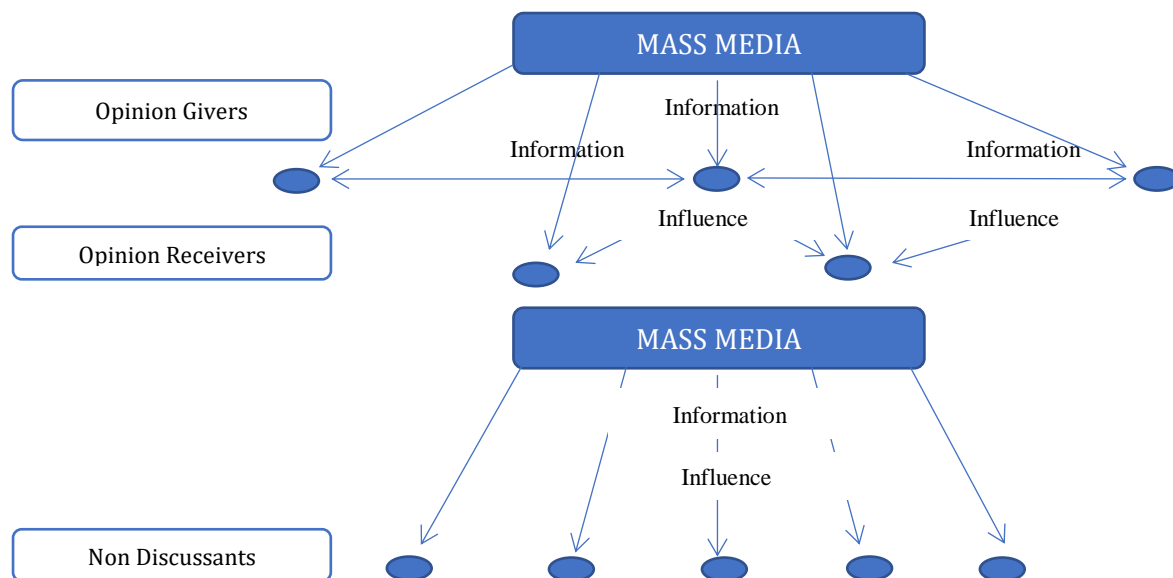 MASS MEDIA
Opinion Givers
Information
Information
Information
Influence
Influence
Opinion Receivers
MASS MEDIA
Information
Influence
Non Discussants